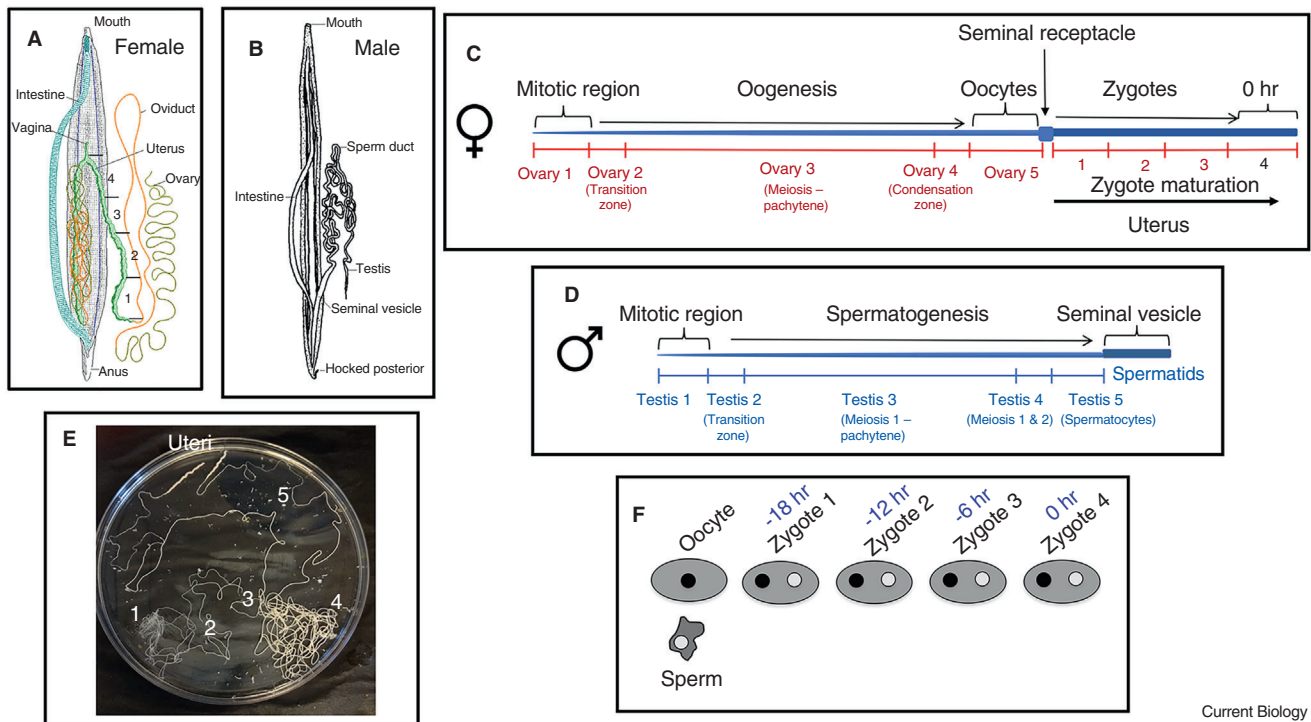 A
Female
Mouth
Intestine
Vagina
Uterus
Oviduct
Ovary
4
3
2
1
Anus
B
Male
Mouth
Sperm duct
Intestine
Testis
Seminal vesicle
Hocked posterior
C
Seminal receptacle
Mitotic region
Oogenesis
Oocytes
Zygotes
0 hr
Ovary 1
Ovary 2
(Transition
zone)
Ovary 3
(Meiosis –
pachytene)
Ovary 4
(Condensation
zone)
Ovary 5
1
2
3
4
Zygote maturation
Uterus
D
Mitotic region
Spermatogenesis
Seminal vesicle
Spermatids
Testis 1
Testis 2
(Transition
zone)
Testis 3
(Meiosis 1 –
pachytene)
Testis 4
(Meiosis 1 & 2)
Testis 5
(Spermatocytes)
E
Uteri
5
1
2
3
4
F
Oocyte
-18 hr
Zygote 1
-12 hr
Zygote 2
-6 hr
Zygote 3
0 hr
Zygote 4
Sperm
Current Biology